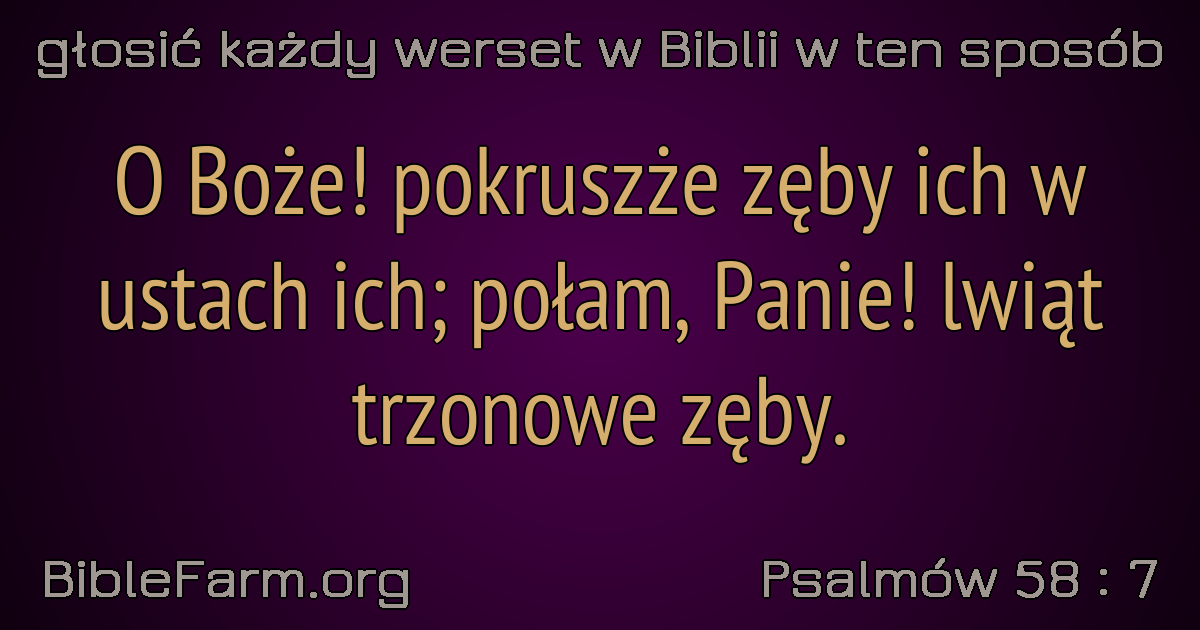 głosić każdy werset w Biblii w ten sposób
O Boże! pokruszże zęby ich w
ustach ich; połam, Panie! lwiąt
trzonowe zęby.
BibleFarm.org
Psalmów 58 : 7